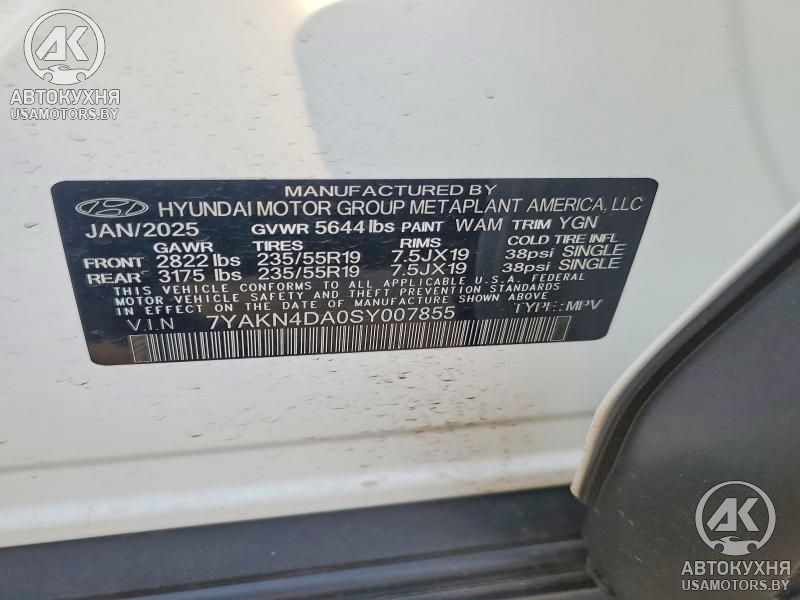 AK
АВТОКУХНЯ
USAMOTORS.BY
MANUFACTURED BY
HYUNDAI MOTOR GROUP METAPLANT AMERICA, LLC
JAN/2025 GVWR 5644 lbs PAINT WAM TRIM YGN
GAWR TIRES RIMS COLD TIRE INFL
FRONT 2822 lbs 235/55R19 7.5JX19 38psi SINGLE
REAR 3175 lbs 235/55R19 7.5JX19 38psi SINGLE
THIS VEHICLE CONFORMS TO ALL APPLICABLE U.S.A FEDERAL
MOTOR VEHICLE SAFETY AND THEFT PREVENTION STANDARDS
IN EFFECT ON THE DATE OF MANUFACTURE SHOWN ABOVE
V.I.N 7YAKN4DA0SY007855 TYPE:MPV
AK
АВТОКУХНЯ
USAMOTORS.BY